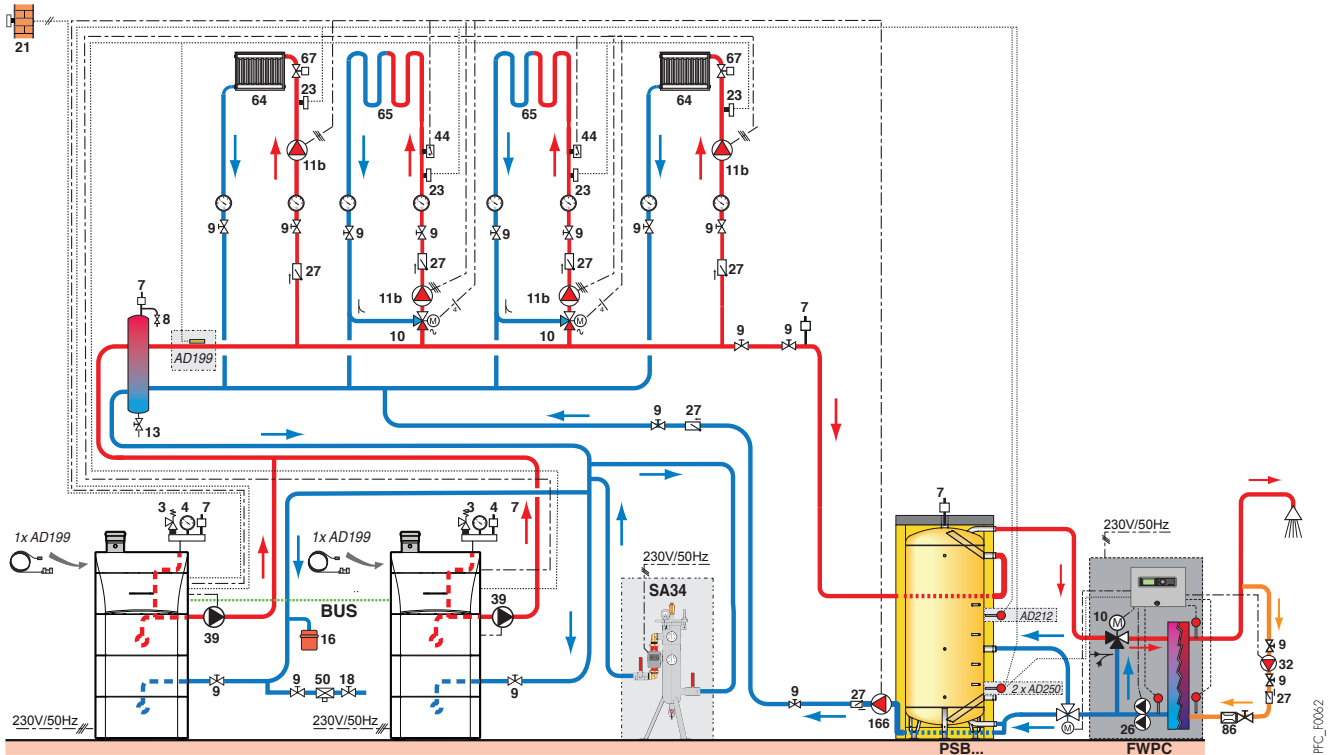 21
67
67
64
23
65
65
64
23
44
44
11b
11b
23
23
9
9
9
9
9
9
9
9
27
27
27
27
11b
11b
7
8
M
M
10
10
7
9
9
AD199
13
9
27
3
4
7
3
4
7
7
1x AD199
1x AD199
230V/50Hz
230V/50Hz
SA34
BUS
39
39
16
AD212
10
M
9
32
9
27
9
9
50
18
9
2 x AD250
9
27
166
M
26
86
230V/50Hz
230V/50Hz
PSB...
FWPC
PFC_F0062